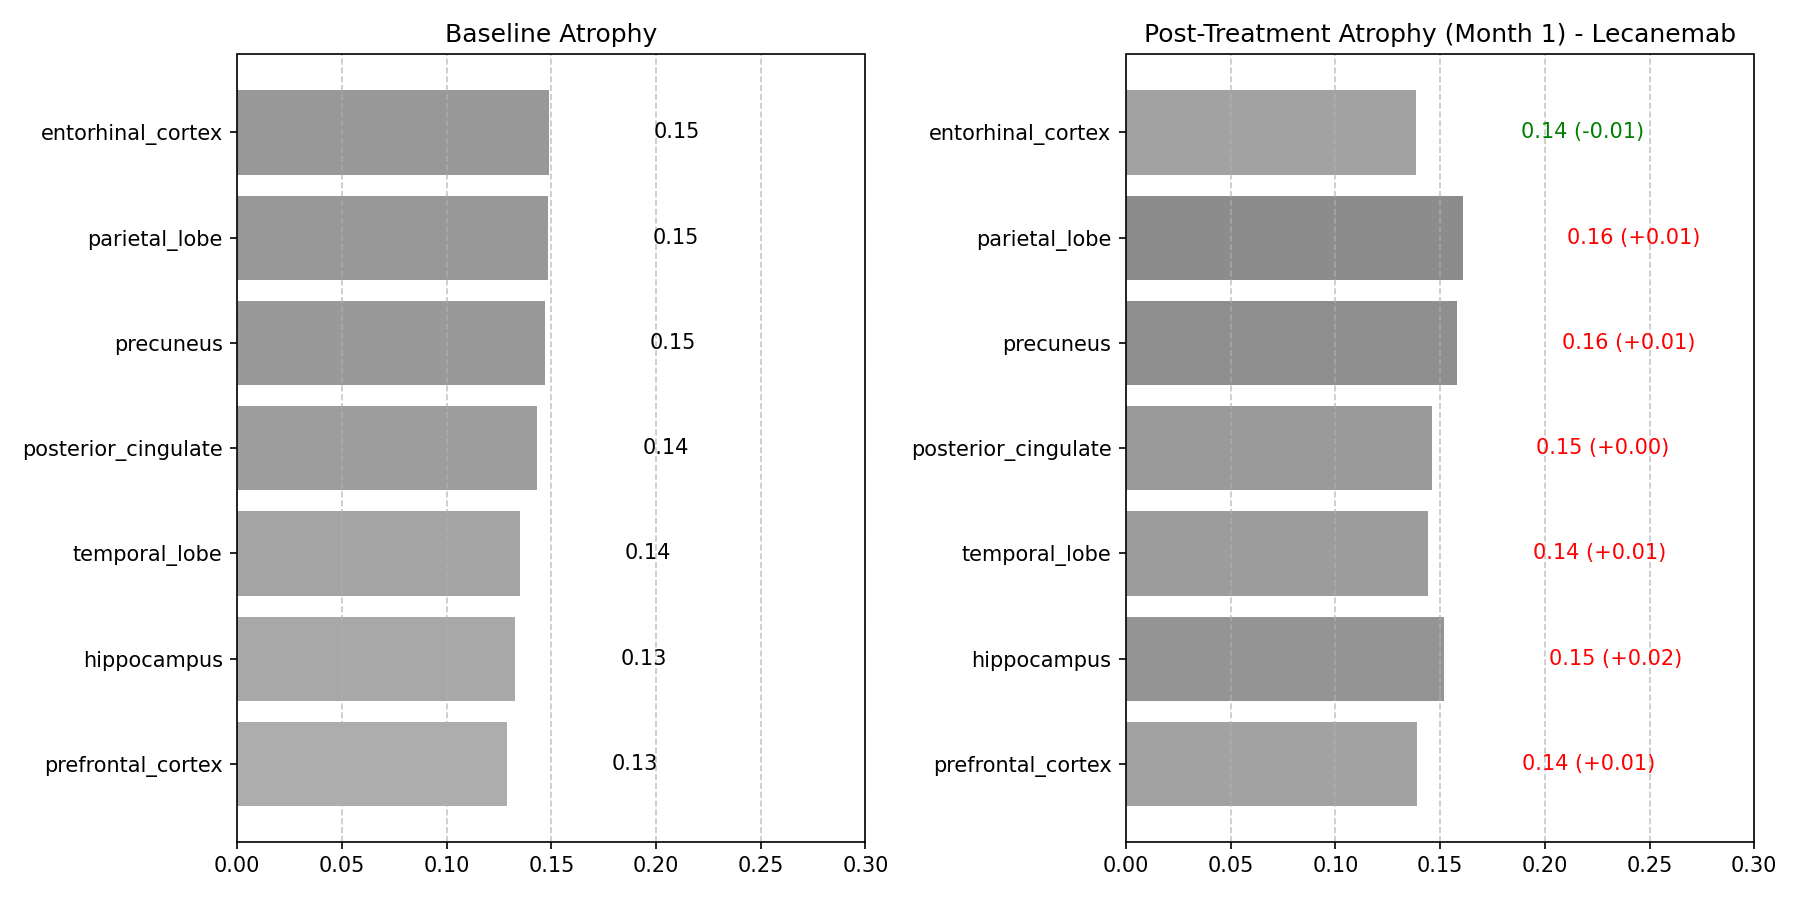 Baseline Atrophy
entorhinal_cortex 0.15
parietal_lobe 0.15
precuneus 0.15
posterior_cingulate 0.14
temporal_lobe 0.14
hippocampus 0.13
prefrontal_cortex 0.13
0.00 0.05 0.10 0.15 0.20 0.25 0.30
Post-Treatment Atrophy (Month 1) - Lecanemab
entorhinal_cortex 0.14 (-0.01)
parietal_lobe 0.16 (+0.01)
precuneus 0.16 (+0.01)
posterior_cingulate 0.15 (+0.00)
temporal_lobe 0.14 (+0.01)
hippocampus 0.15 (+0.02)
prefrontal_cortex 0.14 (+0.01)
0.00 0.05 0.10 0.15 0.20 0.25 0.30